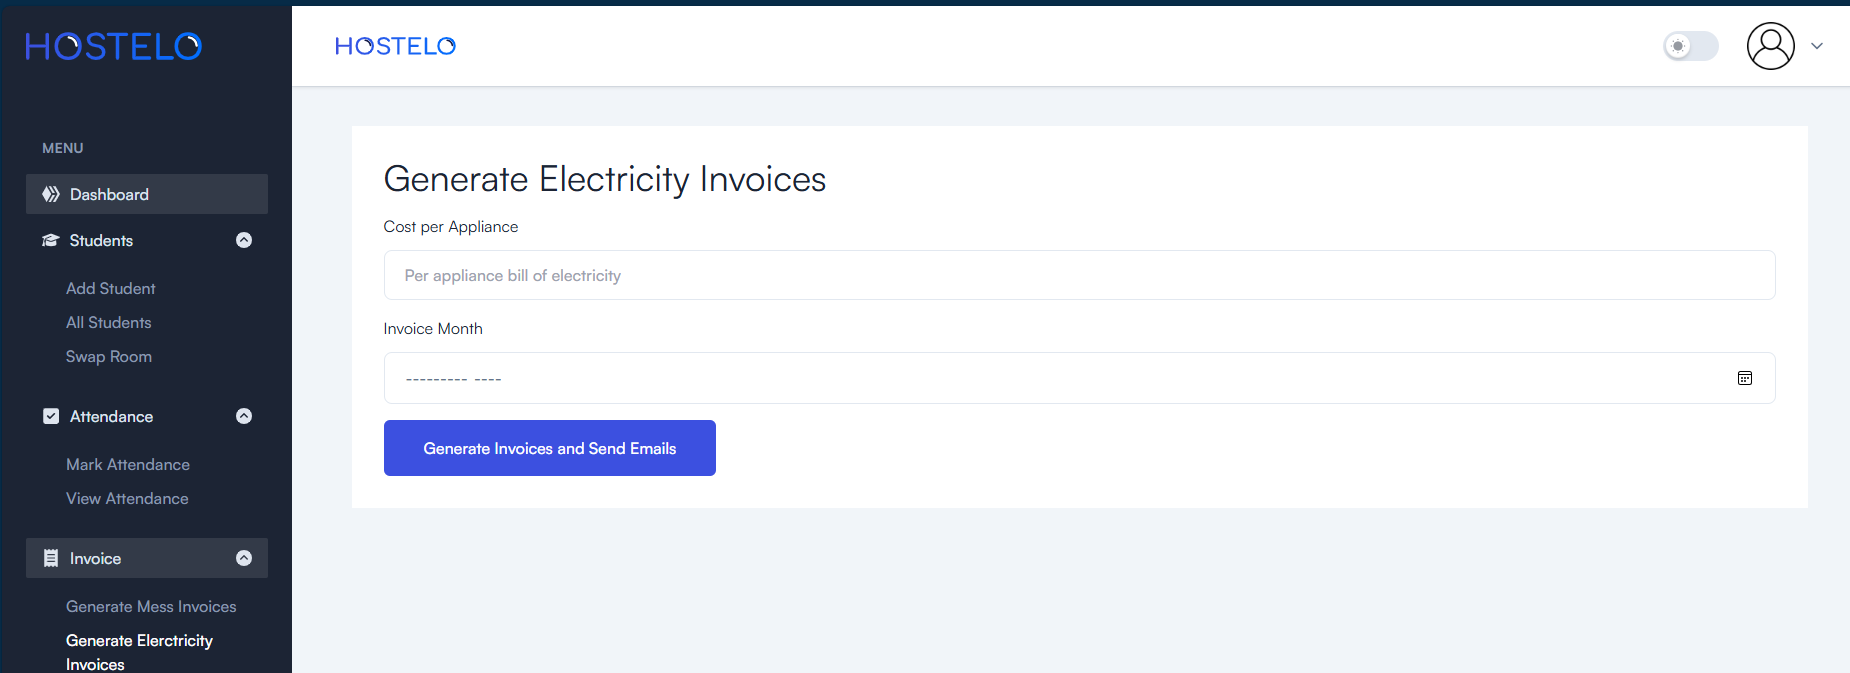 HOSTELO
HOSTELO
MENU
Dashboard
Students
Add Student
All Students
Swap Room
Attendance
Mark Attendance
View Attendance
Invoice
Generate Mess Invoices
Generate Elerctricity
Invoices
Generate Electricity Invoices
Cost per Appliance
Per appliance bill of electricity
Invoice Month
--------- ----
Generate Invoices and Send Emails